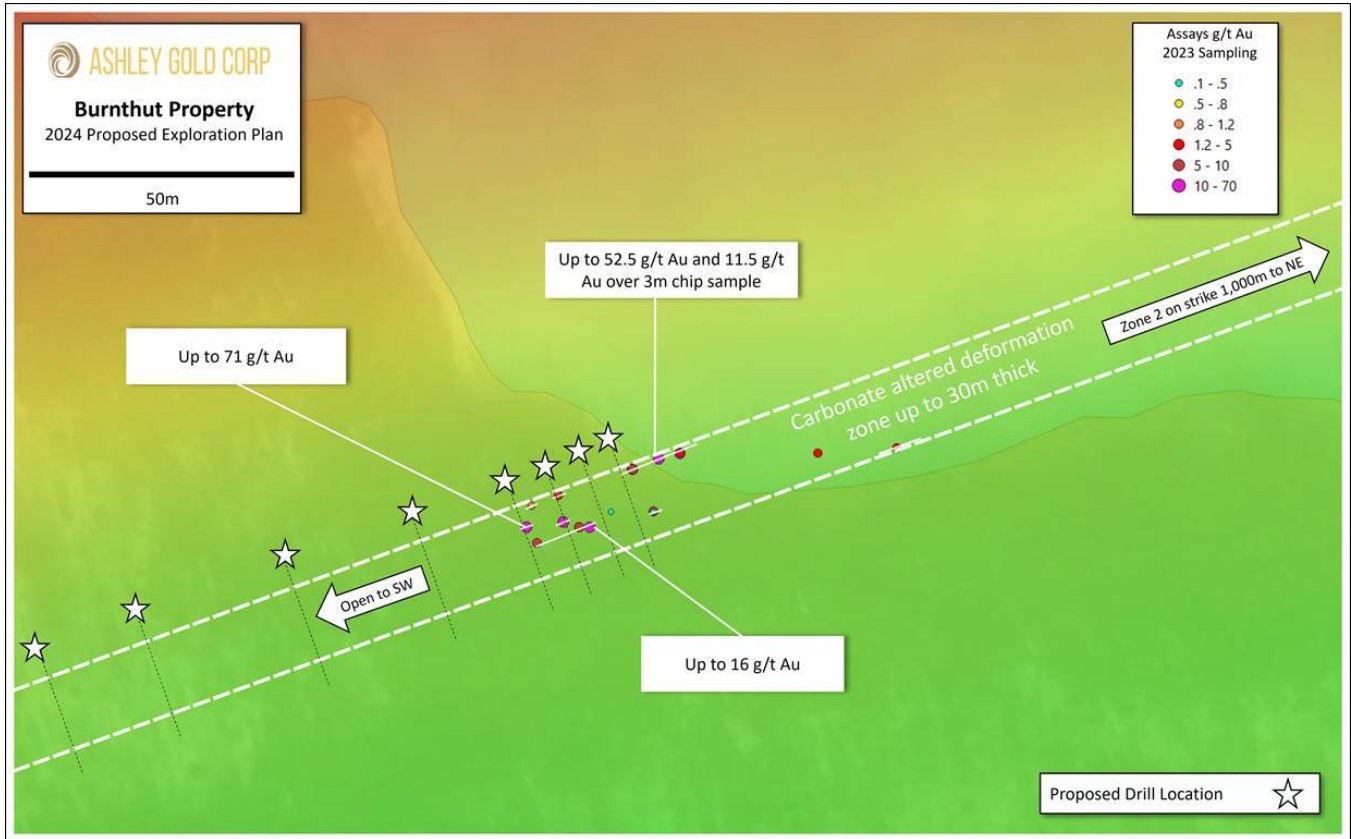 ASHLEY GOLD CORP
Burnthut Property
2024 Proposed Exploration Plan
50m
Assays g/t Au
2023 Sampling
.1 - .5
.5 - .8
.8 - 1.2
1.2 - 5
5 - 10
10 - 70
Up to 52.5 g/t Au and 11.5 g/t
Au over 3m chip sample
Zone 2 on strike 1,000m to NE
Up to 71 g/t Au
Carbonate altered deformation
zone up to 30m thick
Open to SW
Up to 16 g/t Au
Proposed Drill Location